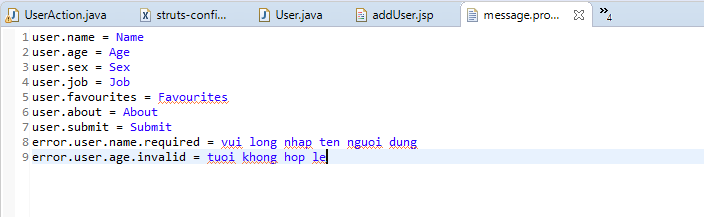 UserAction.java struts-confi... User.java addUser.jsp message.pro... »4
1 user.name = Name
2 user.age = Age
3 user.sex = Sex
4 user.job = Job
5 user.favourites = Favourites
6 user.about = About
7 user.submit = Submit
8 error.user.name.required = vui long nhap ten nguoi dung
9 error.user.age.invalid = tuoi khong hop le